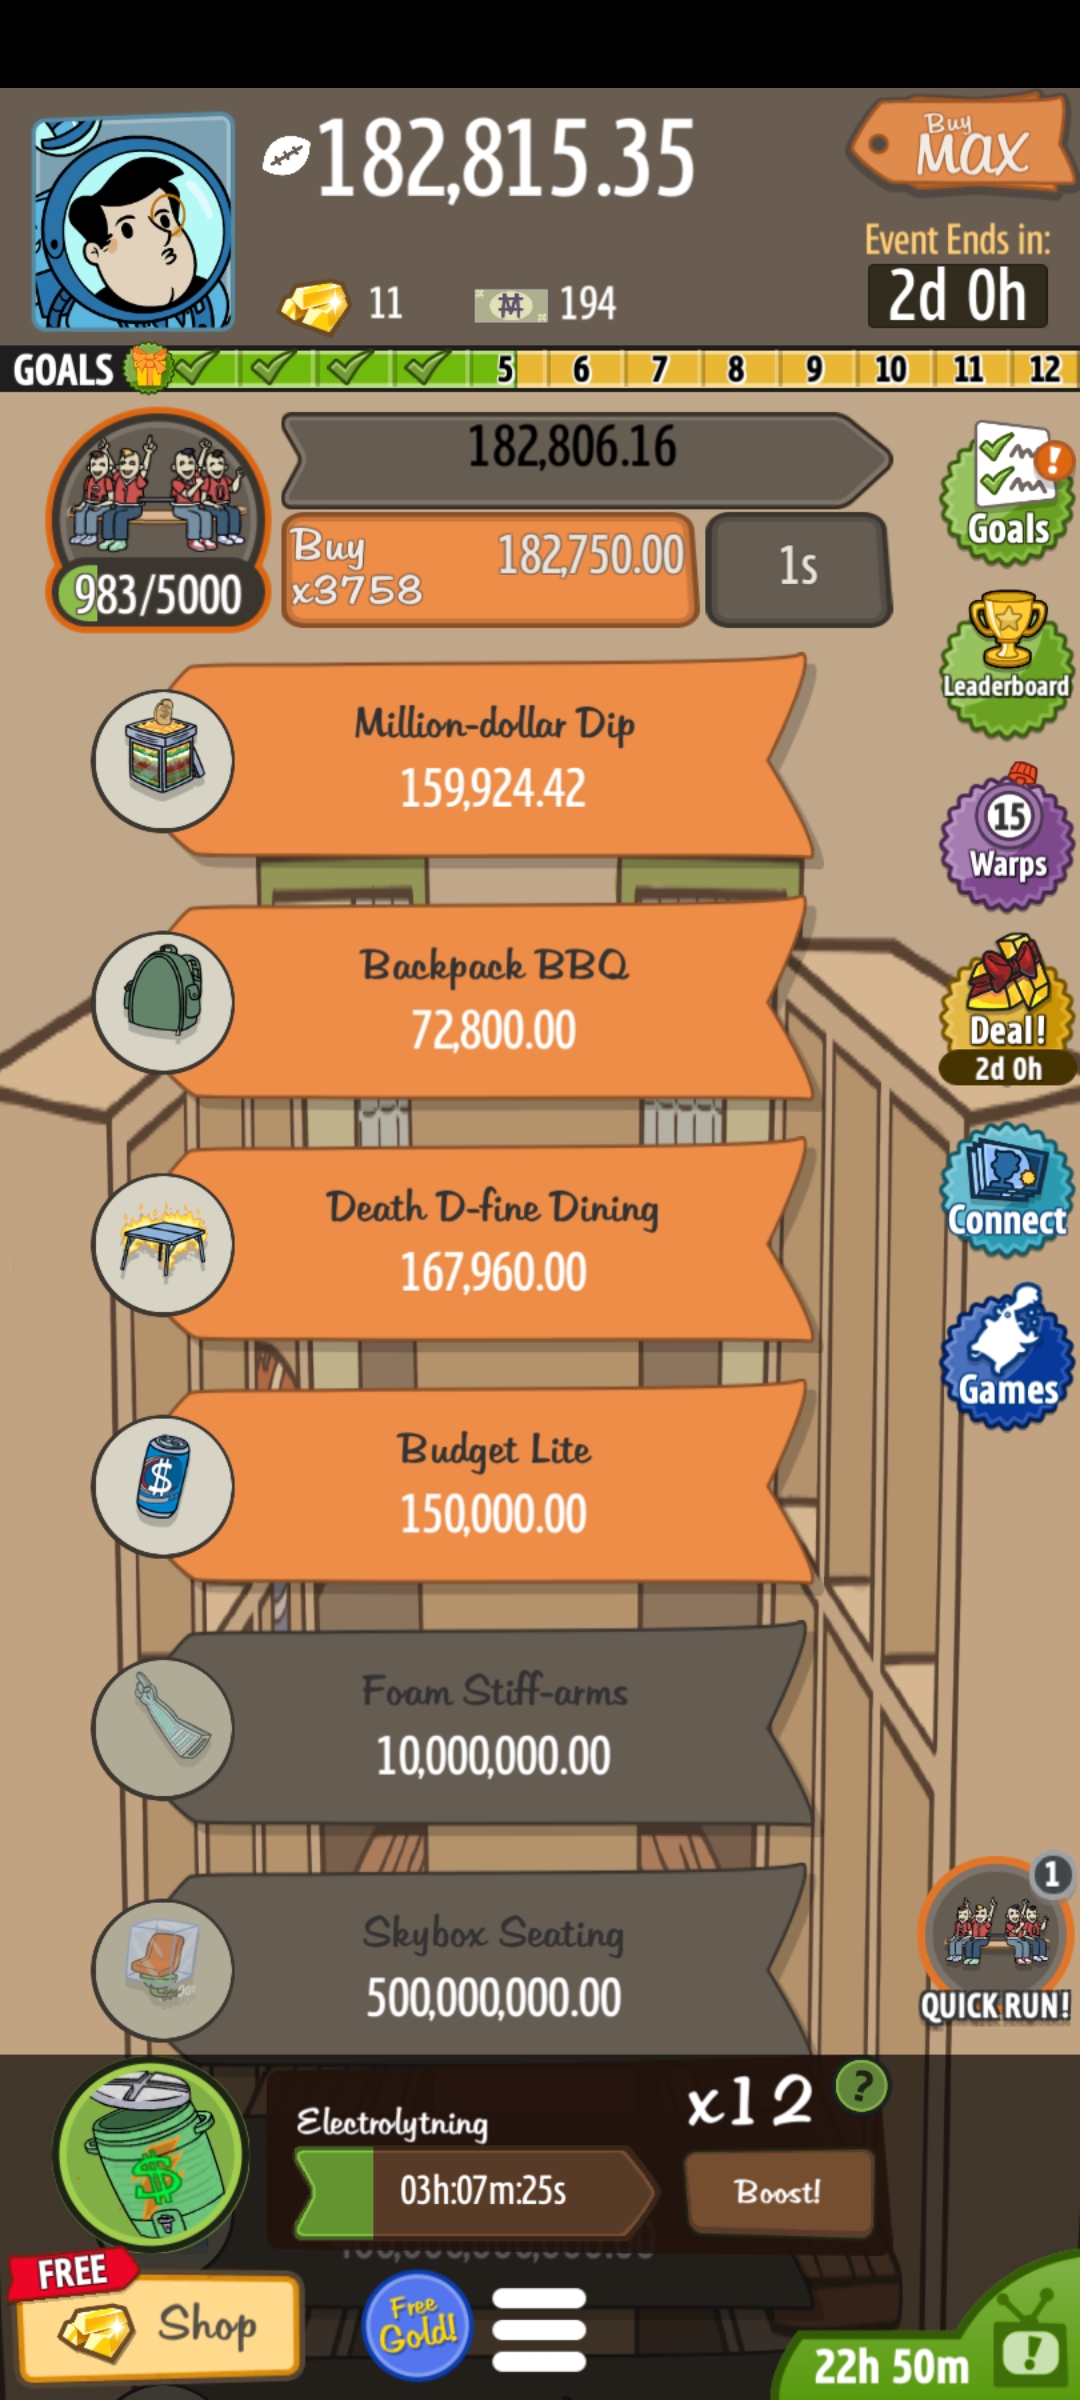 182,815.35
Buy
MAX
Event Ends in:
2d 0h
11
194
GOALS 5 6 7 8 9 10 11 12
182,806.16
983/5000
Buy
x3758
182,750.00
1s
Goals
Leaderboard
Million-dollar Dip
159,924.42
15
Warps
Backpack BBQ
72,800.00
Deal!
2d 0h
Death D-fine Dining
167,960.00
Connect
Budget Lite
150,000.00
Games
Foam Stiff-arms
10,000,000.00
Skybox Seating
500,000,000.00
1
QUICK RUN!
Electrolytning
x12
?
03h:07m:25s
Boost!
FREE
Shop
Free
Gold!
22h 50m